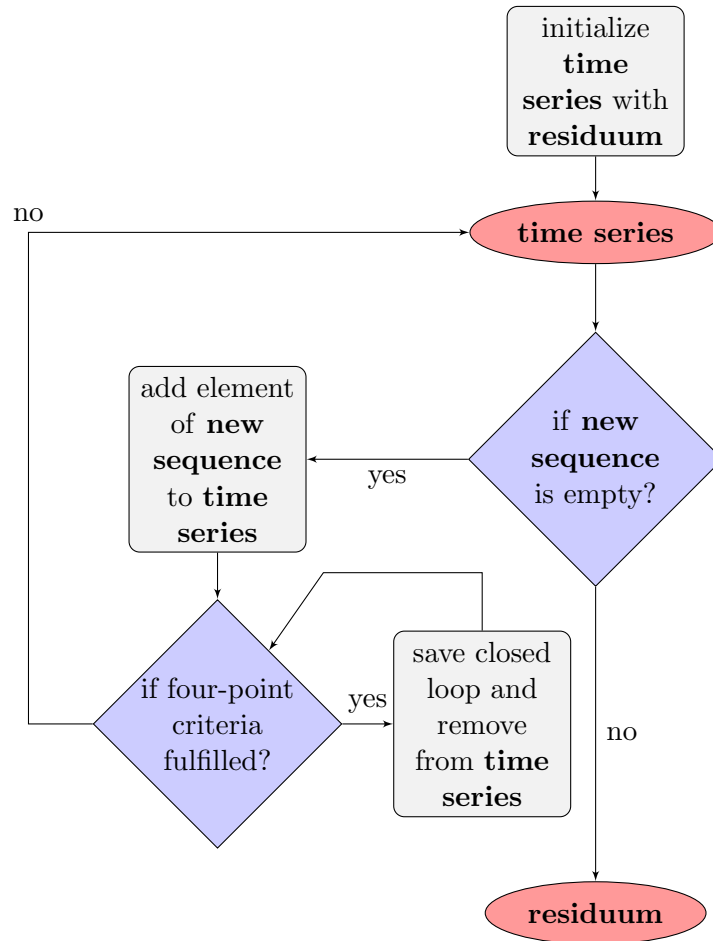 initialize
time
series with
residuum
no
time series
add element
of new
sequence
to time
series
yes
if new
sequence
is empty?
if four-point
criteria
fulfilled?
yes
save closed
loop and
remove
from time
series
no
residuum